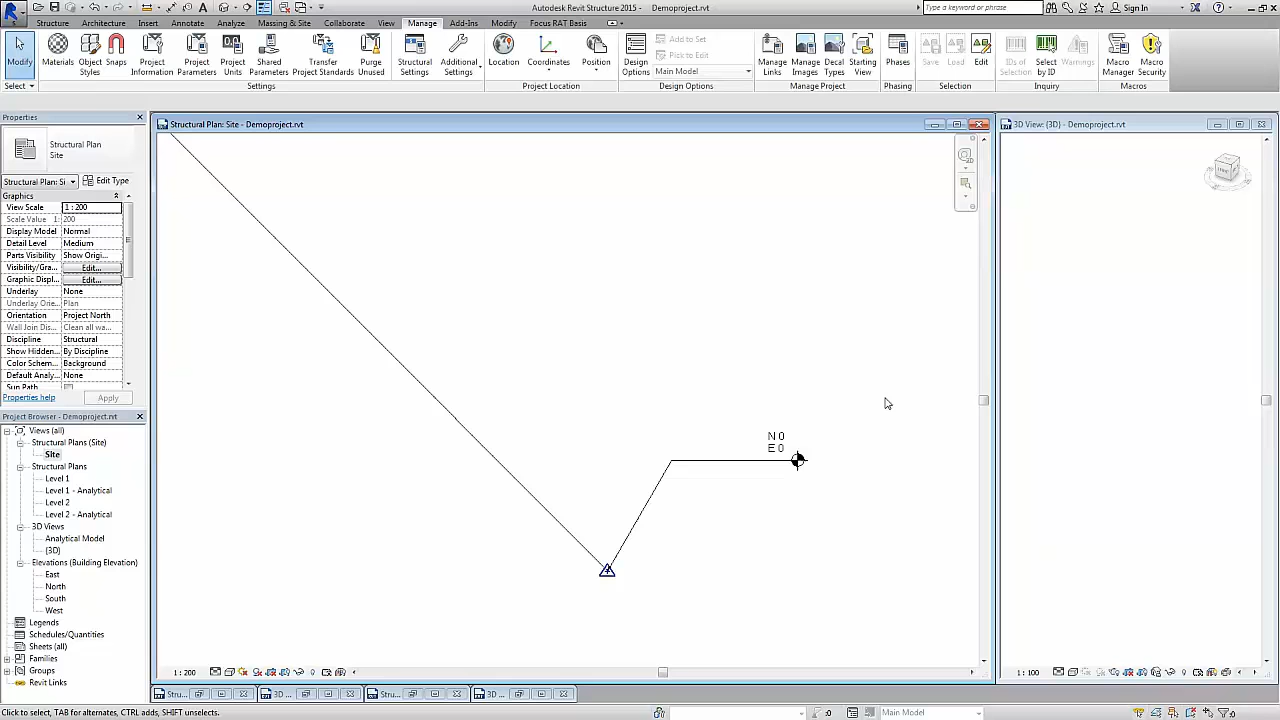 Autodesk Revit Structure 2015 - Demoproject.rvt
Type a keyword or phrase
Sign In
Structure Architecture Insert Annotate Analyze Massing & Site Collaborate View Manage Add-Ins Modify Focus RAT Basis
Modify
Materials
Object Styles
Snaps
Project Information
Project Parameters
Project Units
Shared Parameters
Transfer Project Standards
Purge Unused
Structural Settings
Additional Settings
Location
Coordinates
Position
Design Options
Add to Set
Pick to Edit
Main Model
Manage Links
Manage Images
Decal Types
Starting View
Phases
Save
Load
Edit
IDs of Selection
Select by ID
Warnings
Macro Manager
Macro Security
Select
Settings
Project Location
Design Options
Manage Project
Phasing
Selection
Inquiry
Macros
Properties
Structural Plan
Site
Structural Plan: Si
Edit Type
Graphics
View Scale 1 : 200
Scale Value 1: 200
Display Model Normal
Detail Level Medium
Parts Visibility Show Origi...
Visibility/Gra... Edit...
Graphic Displ... Edit...
Underlay None
Underlay Orie... Plan
Orientation Project North
Wall Join Dis... Clean all wa...
Discipline Structural
Show Hidden... By Discipline
Color Schem... Background
Default Analy... None
Sun Path
Properties help
Apply
Project Browser - Demoproject.rvt
Views (all)
Structural Plans (Site)
Site
Structural Plans
Level 1
Level 1 - Analytical
Level 2
Level 2 - Analytical
3D Views
Analytical Model
{3D}
Elevations (Building Elevation)
East
North
South
West
Legends
Schedules/Quantities
Sheets (all)
Families
Groups
Revit Links
Structural Plan: Site - Demoproject.rvt
2D
N 0
E 0
1 : 200
3D View: {3D} - Demoproject.rvt
1 : 100
Stru...
3D ...
Stru...
3D ...
Click to select, TAB for alternates, CTRL adds, SHIFT unselects.
:0
Main Model
:0